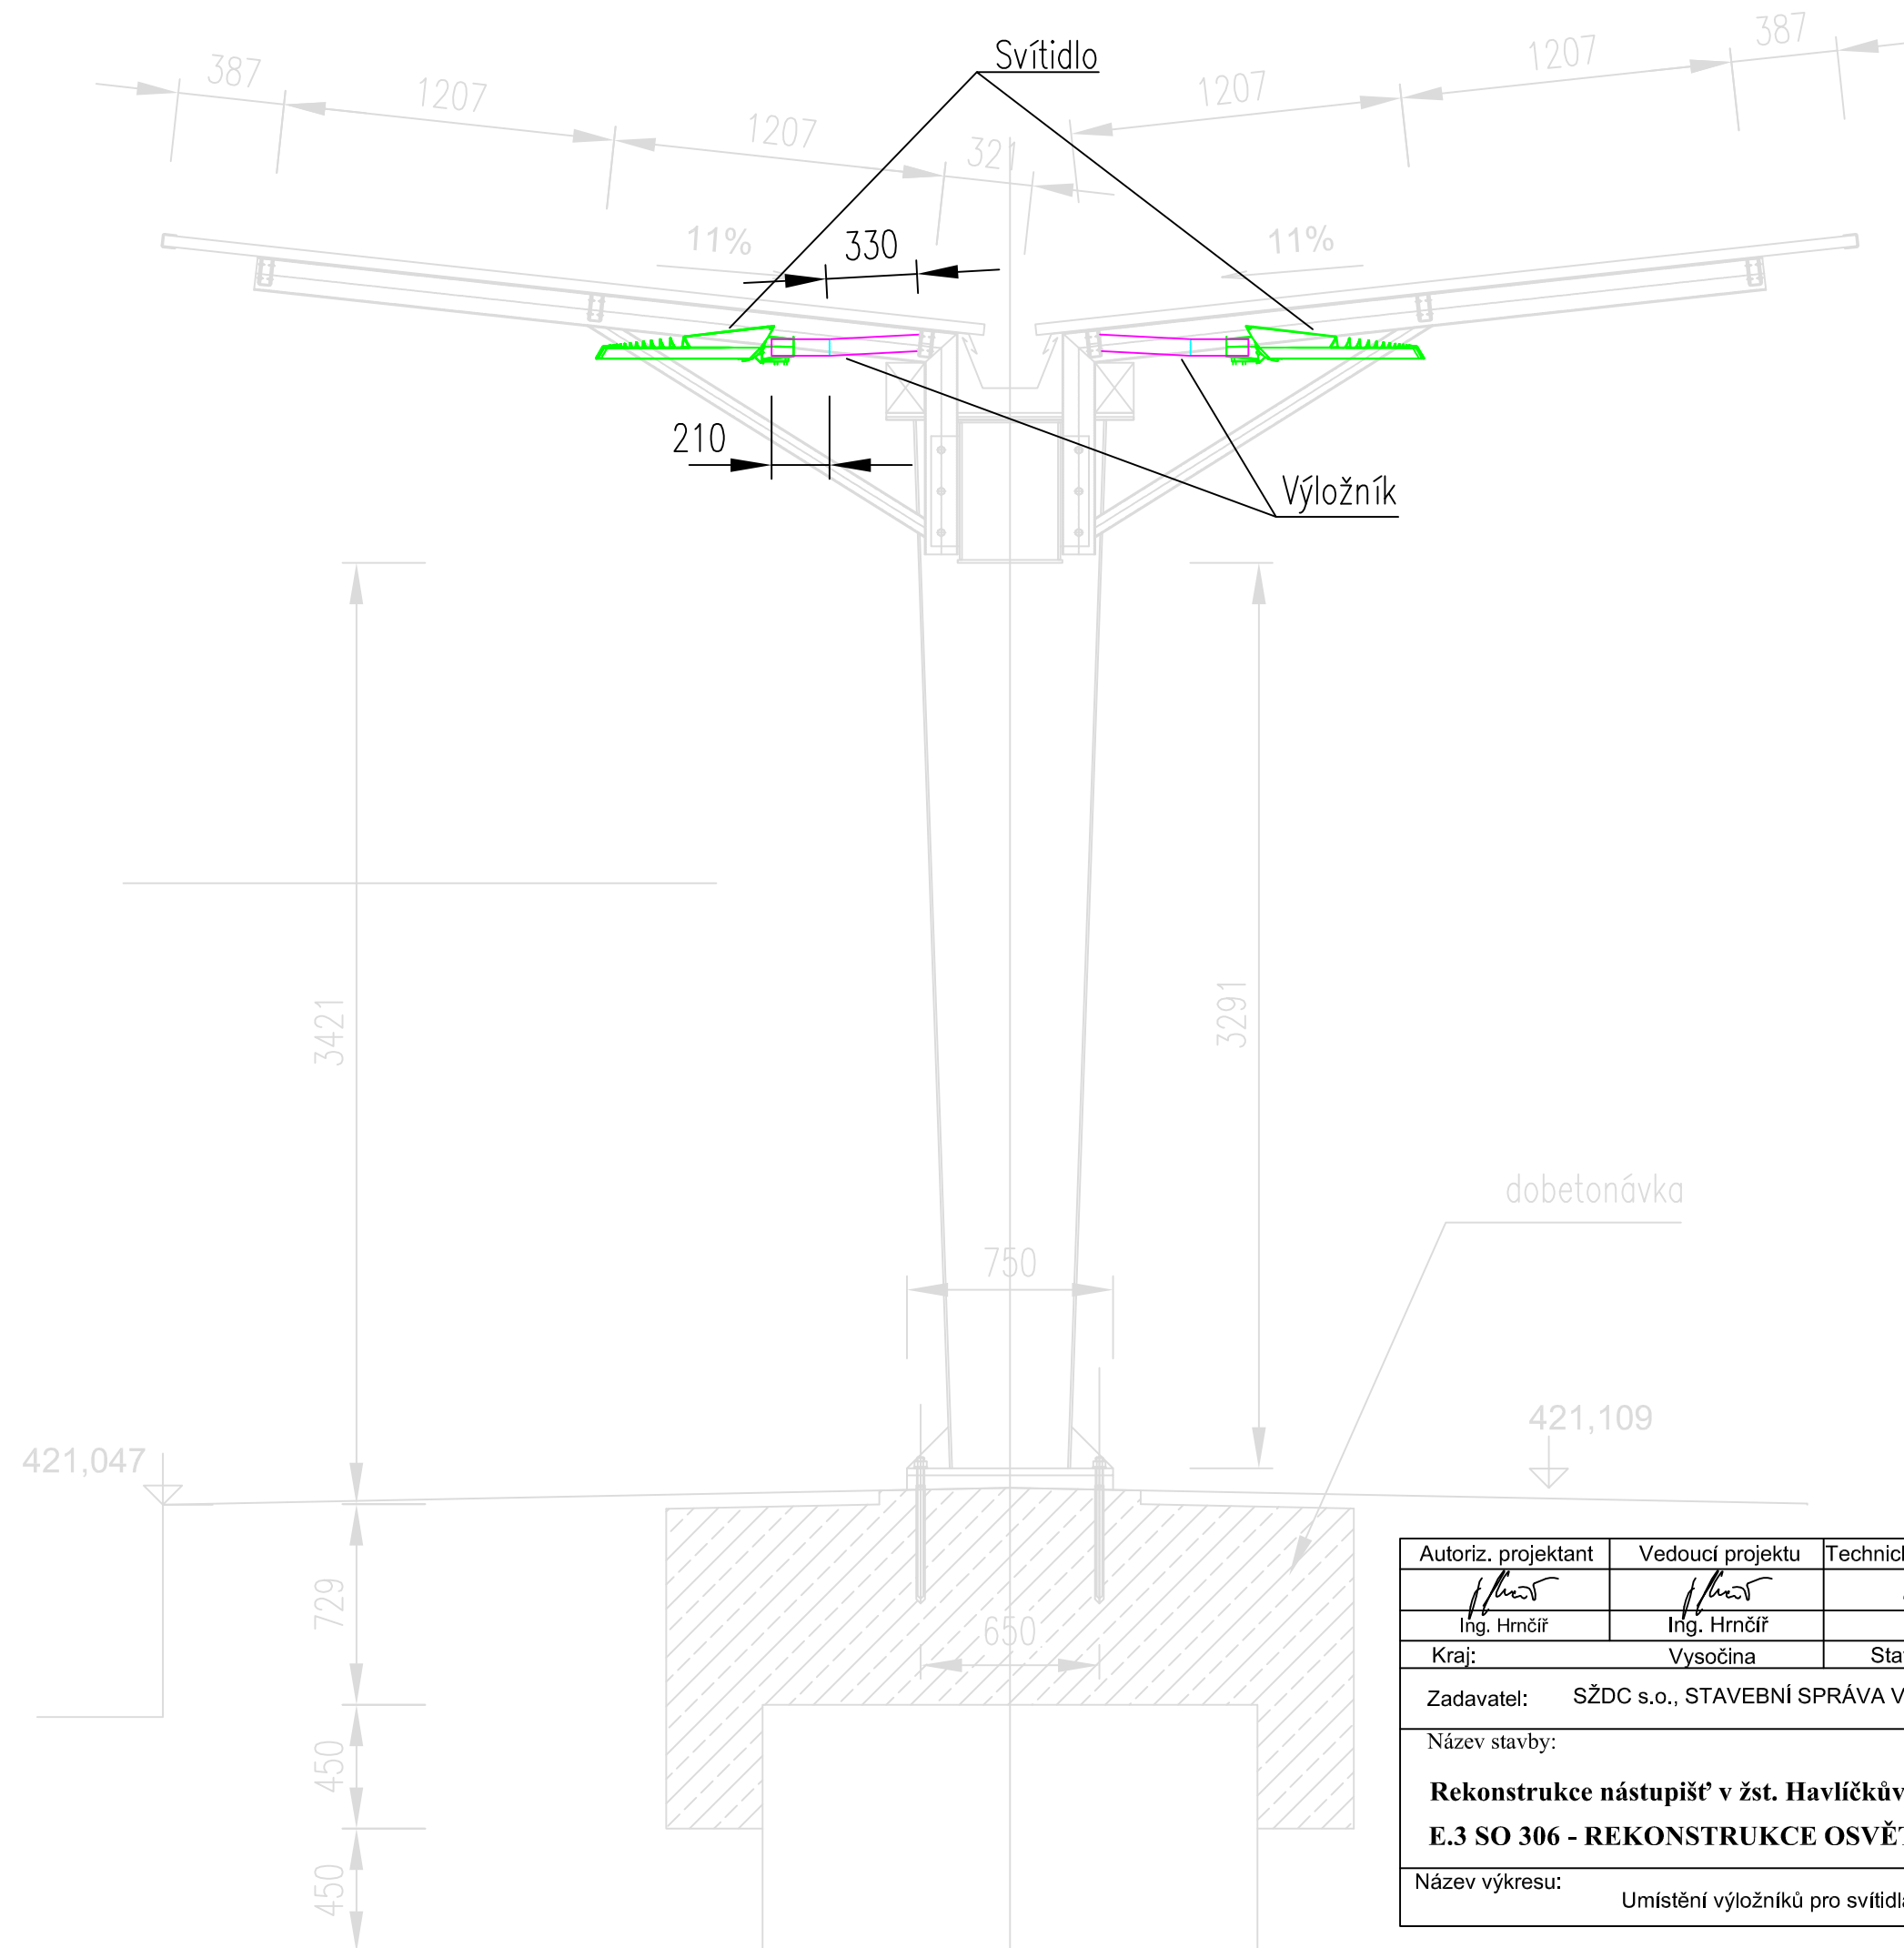 387
1207
1207
321
Svítidlo
1207
1207
387
11%
330
11%
210
Výložník
3421
3291
dobetonávka
750
421,047
421,109
729
650
450
450
Autoriz. projektant
Vedoucí projektu
Ing. Hrnčíř
Ing. Hrnčíř
Kraj:
Vysočina
Zadavatel:
SŽDC s.o., STAVEBNÍ SPRÁVA V
Název stavby:
Rekonstrukce nástupišť v žst. Havlíčkův
E.3 SO 306 - REKONSTRUKCE
Název výkresu:
Umístění výložníků pro